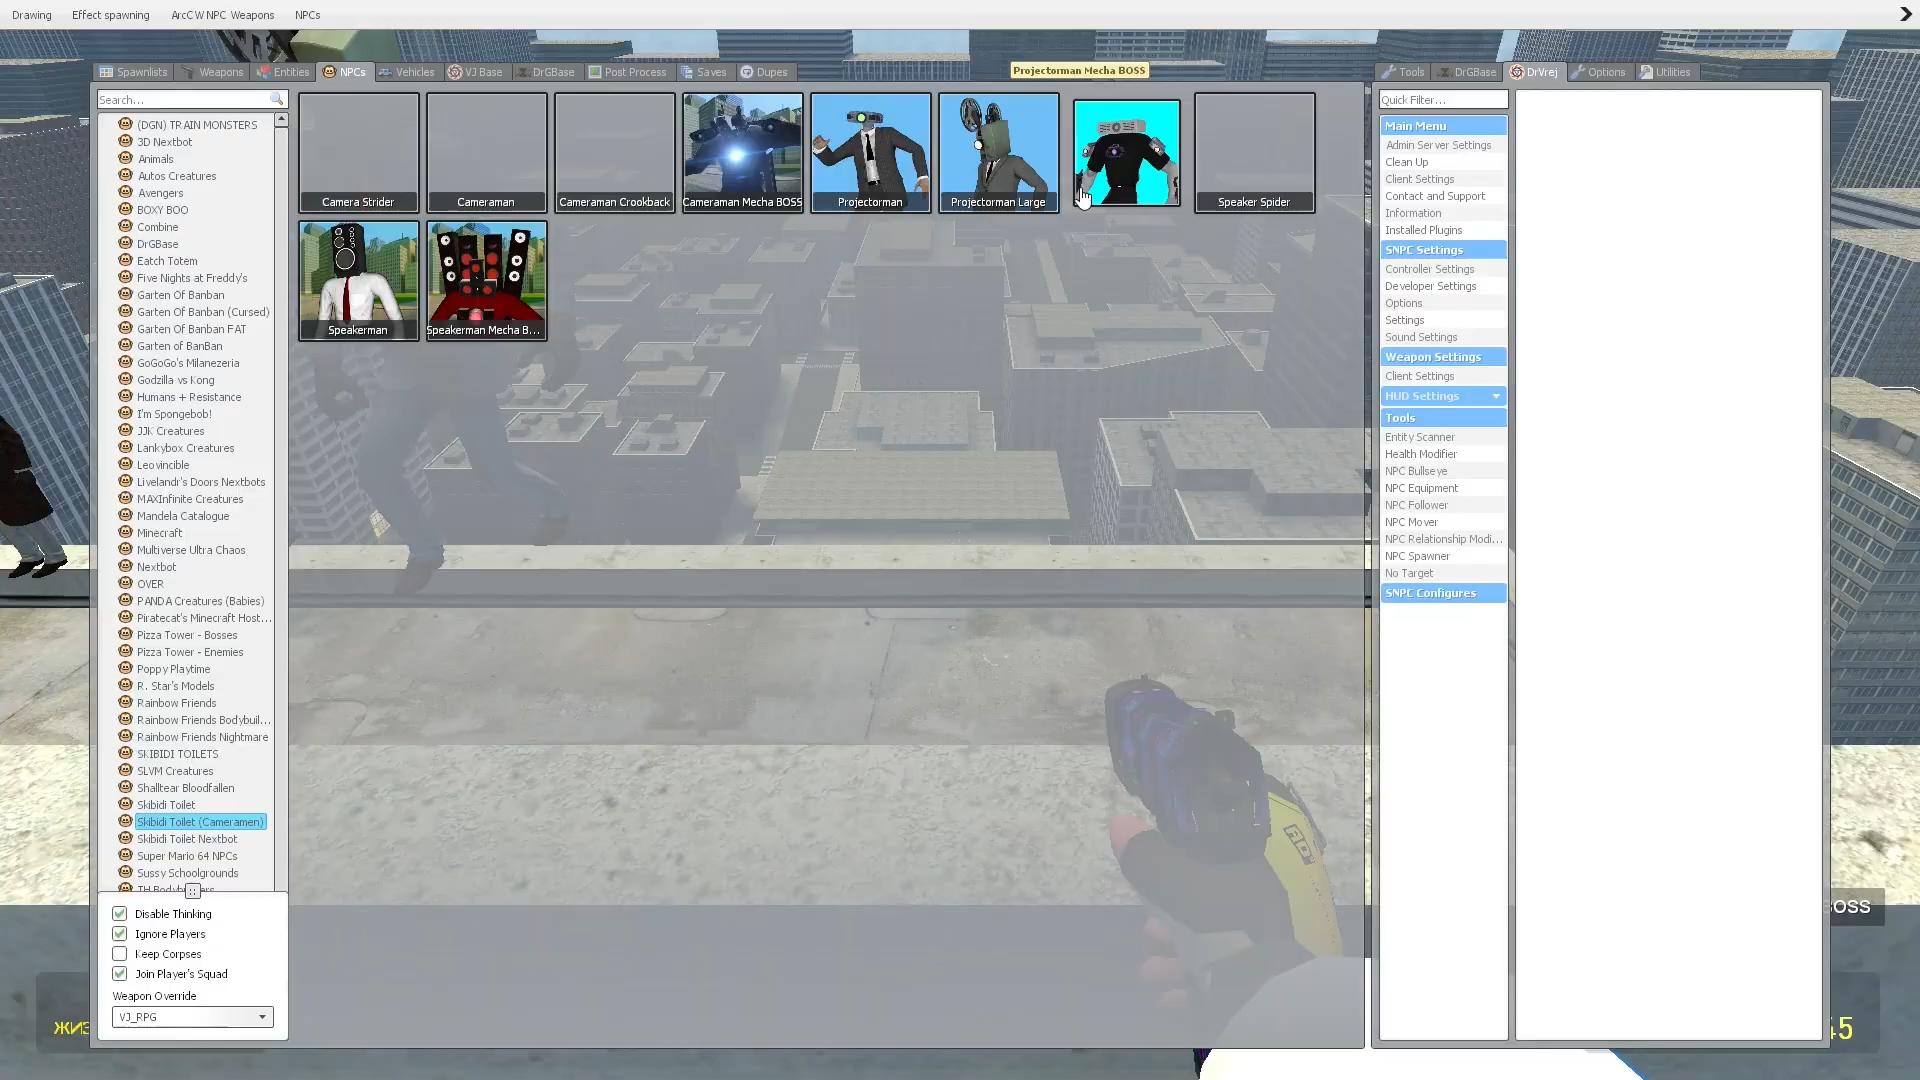 Drawing Effect spawning ArcCW NPC Weapons NPCs
Spawnlists Weapons Entities NPCs Vehicles VJ Base DrGBase Post Process Saves Dupes
Projectorman Mecha BOSS
Tools DrGBase DrVrej Options Utilities
Search...
(DGN) TRAIN MONSTERS
3D Nextbot
Animals
Autos Creatures
Avengers
BOXY BOO
Combine
DrGBase
Eatch Totem
Five Nights at Freddy's
Garten Of Banban
Garten Of Banban (Cursed)
Garten Of Banban FAT
Garten of BanBan
GoGoGo's Milanezeria
Godzilla vs Kong
Humans + Resistance
I'm Spongebob!
JJK Creatures
Lankybox Creatures
Leovincible
Livelandr's Doors Nextbots
MAXInfinite Creatures
Mandela Catalogue
Minecraft
Multiverse Ultra Chaos
Nextbot
OVER
PANDA Creatures (Babies)
Piratecat's Minecraft Host...
Pizza Tower - Bosses
Pizza Tower - Enemies
Poppy Playtime
R. Star's Models
Rainbow Friends
Rainbow Friends Bodybuil...
Rainbow Friends Nightmare
SKIBIDI TOILETS
SLVM Creatures
Shalltear Bloodfallen
Skibidi Toilet
Skibidi Toilet (Cameramen)
Skibidi Toilet Nextbot
Super Mario 64 NPCs
Sussy Schoolgrounds
Disable Thinking
Ignore Players
Keep Corpses
Join Player's Squad
Weapon Override
VJ_RPG
Camera Strider
Cameraman
Cameraman Crookback
Cameraman Mecha BOSS
Projectorman
Projectorman Large
Speaker Spider
Speakerman
Speakerman Mecha B...
Quick Filter...
Main Menu
Admin Server Settings
Clean Up
Client Settings
Contact and Support
Information
Installed Plugins
SNPC Settings
Controller Settings
Developer Settings
Options
Settings
Sound Settings
Weapon Settings
Client Settings
HUD Settings
Tools
Entity Scanner
Health Modifier
NPC Bullseye
NPC Equipment
NPC Follower
NPC Mover
NPC Relationship Modi...
NPC Spawner
No Target
SNPC Configures
BOSS
ЖИЗ
45